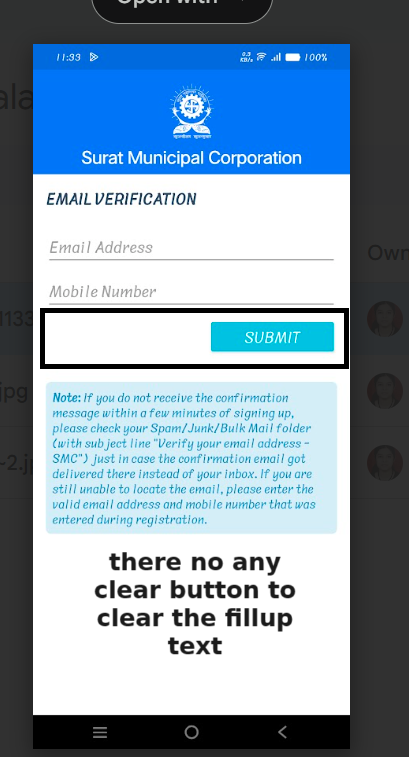 Open with
11:33
0.3
KB/s
100%
ala
Surat Municipal Corporation
EMAIL VERIFICATION
Email Address
Own
Mobile Number
1133
SUBMIT
jpg
Note: If you do not receive the confirmation
message within a few minutes of signing up,
please check your Spam/Junk/Bulk Mail folder
(with subject line "Verify your email address -
SMC") just in case the confirmation email got
-2.jp
delivered there instead of your inbox. If you are
still unable to locate the email, please enter the
valid email address and mobile number that was
entered during registration.
there no any
clear button to
clear the fillup
text